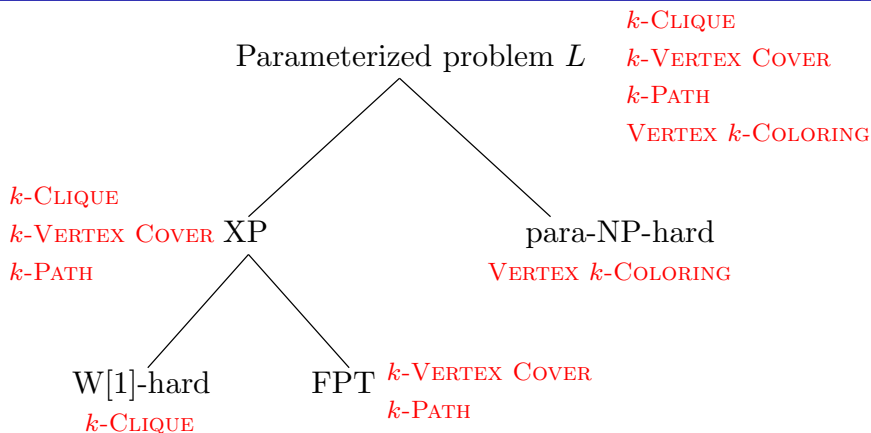 k-CLIQUE
Parameterized problem L
k-VERTEX COVER
k-PATH
VERTEX k-COLORING
k-CLIQUE
k-VERTEX COVER XP
k-PATH
para-NP-hard
VERTEX k-COLORING
W[1]-hard
k-CLIQUE
FPT
k-VERTEX COVER
k-PATH